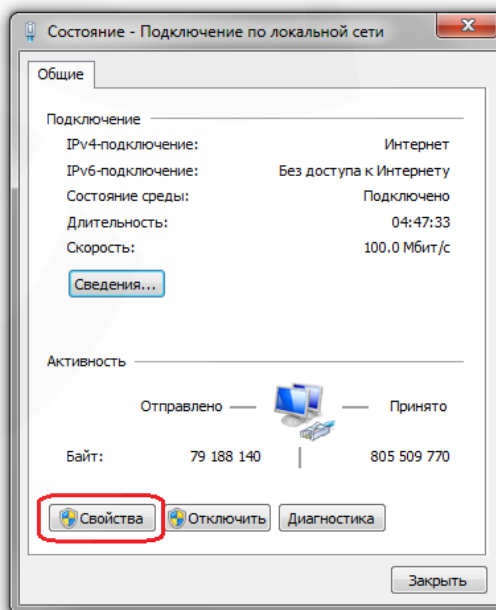 Состояние - Подключение по локальной сети
Общие
Подключение
IPv4-подключение: Интернет
IPv6-подключение: Без доступа к Интернету
Состояние среды: Подключено
Длительность: 04:47:33
Скорость: 100.0 Мбит/с
Сведения...
Активность
Отправлено — — Принято
Байт: 79 188 140 | 805 509 770
Свойства Отключить Диагностика
Закрыть